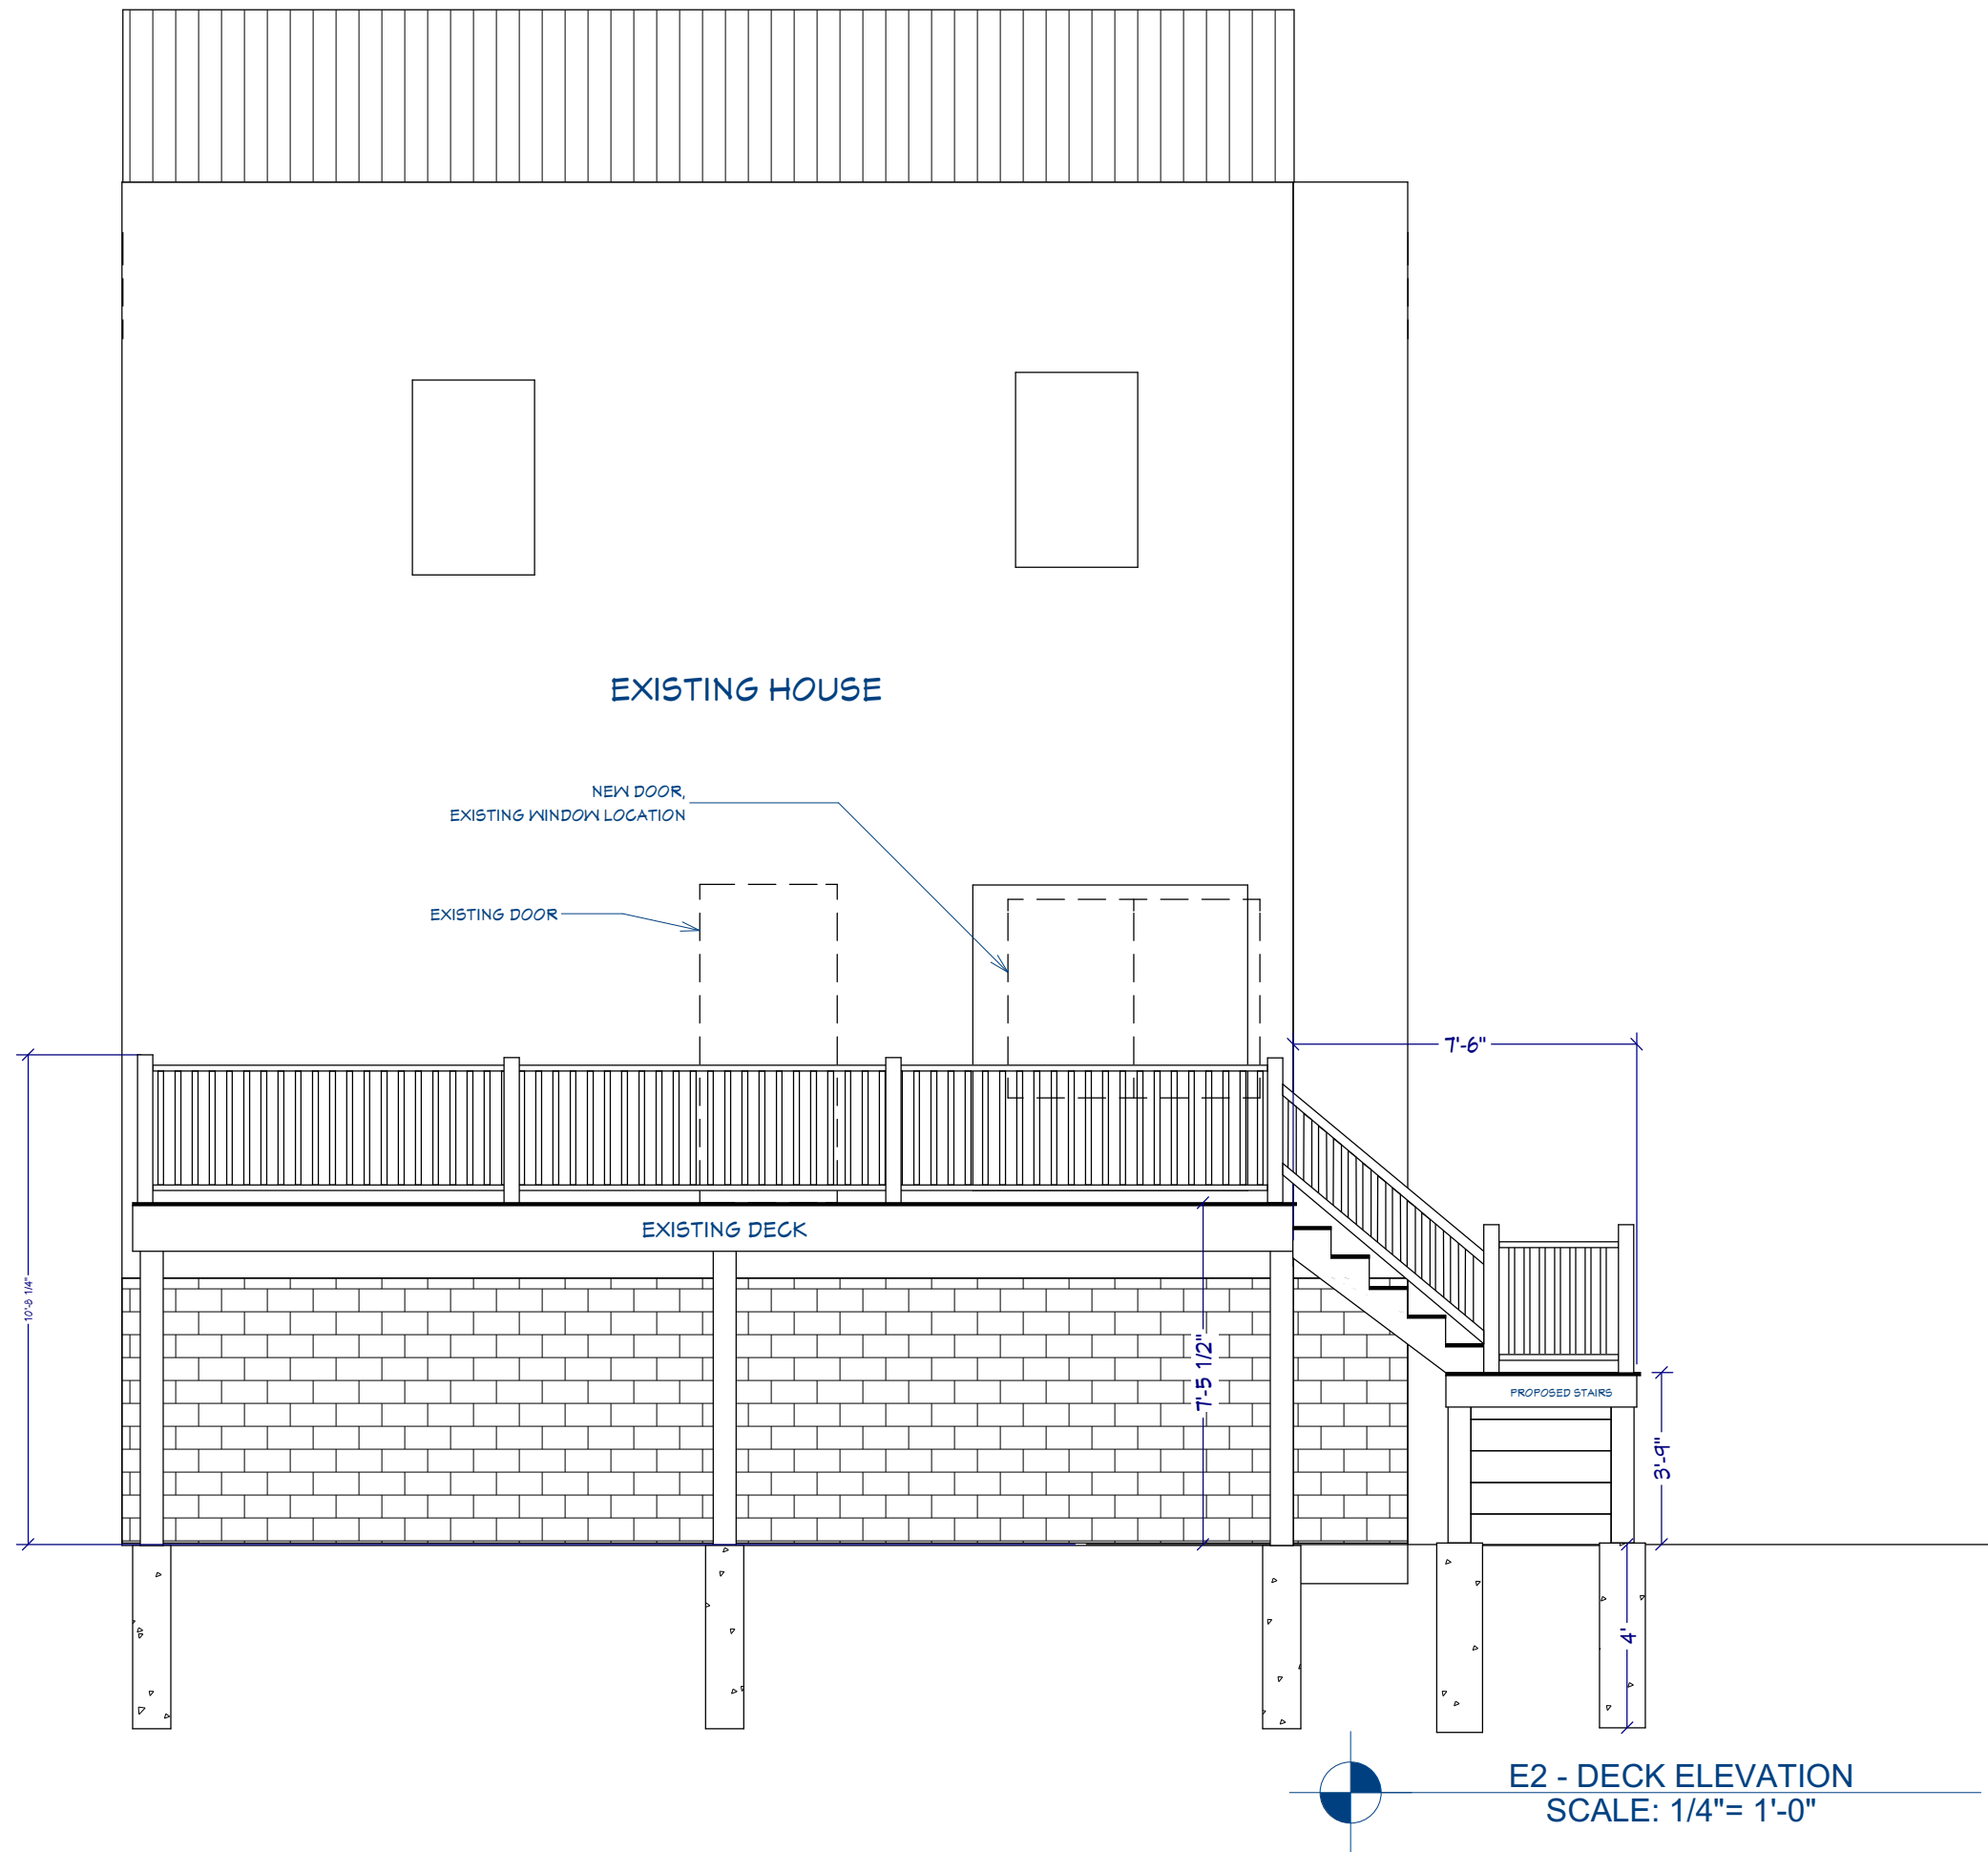 EXISTING HOUSE
NEW DOOR,
EXISTING WINDOW LOCATION
EXISTING DOOR
7'-6"
EXISTING DECK
10'-8 1/4"
7'-5 1/2"
PROPOSED STAIRS
3'-9"
4'
E2 - DECK ELEVATION
SCALE: 1/4"= 1'-0"